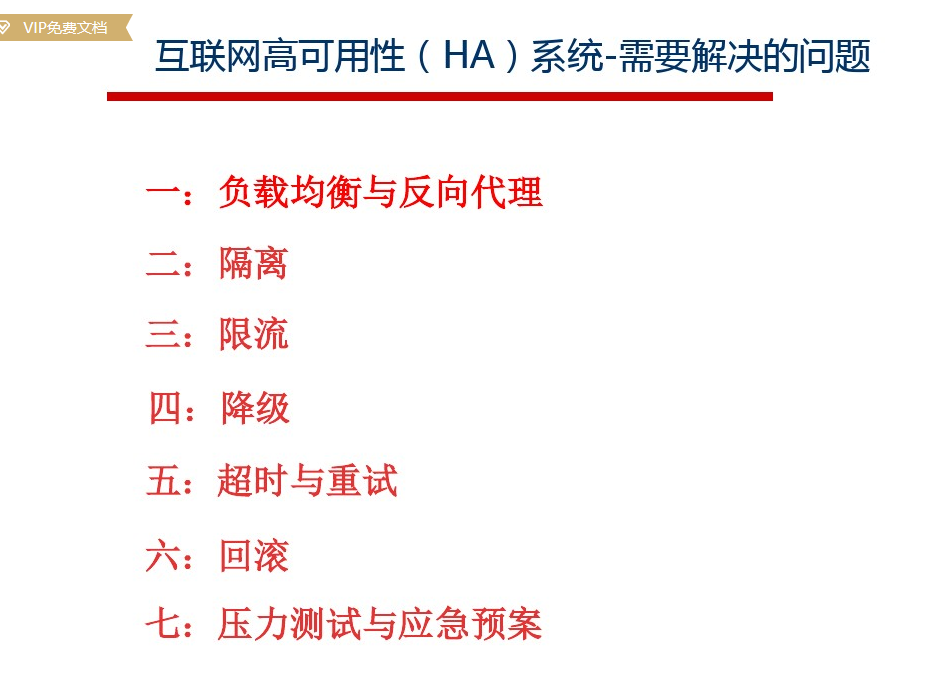 VIP免费文档
互联网高可用性（HA）系统-需要解决的问题
一：负载均衡与反向代理
二：隔离
三：限流
四：降级
五：超时与重试
六：回滚
七：压力测试与应急预案